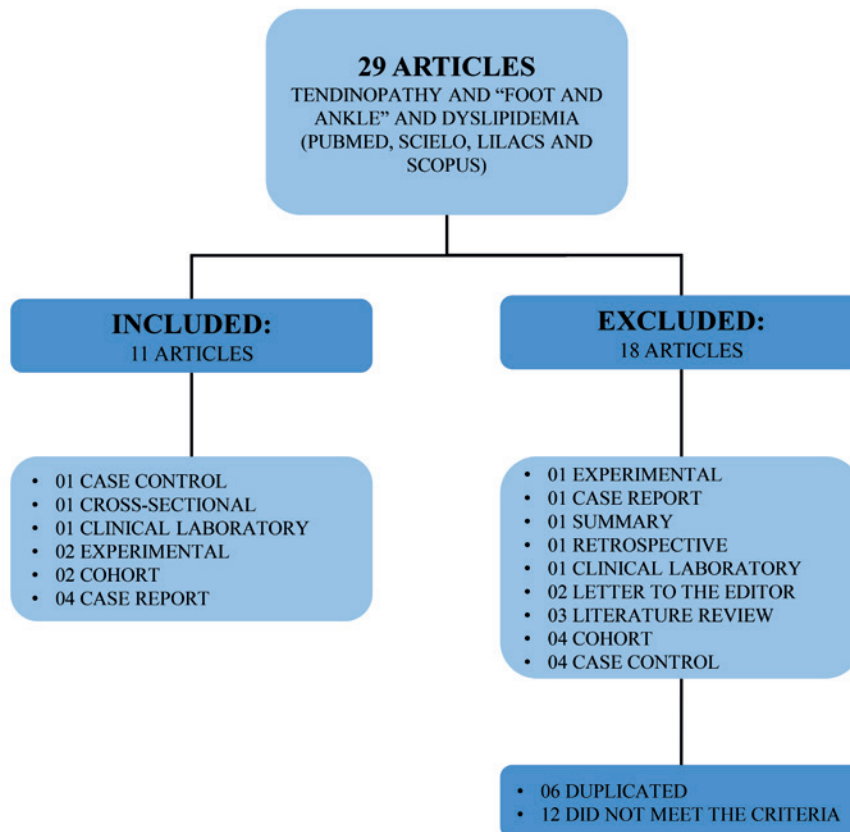 29 ARTICLES
TENDINOPATHY AND “FOOT AND
ANKLE” AND DYSLIPIDEMIA
(PUBMED, SCIELO, LILACS AND
SCOPUS)
INCLUDED:
11 ARTICLES
• 01 CASE CONTROL
• 01 CROSS-SECTIONAL
• 01 CLINICAL LABORATORY
• 02 EXPERIMENTAL
• 02 COHORT
• 04 CASE REPORT
EXCLUDED:
18 ARTICLES
• 01 EXPERIMENTAL
• 01 CASE REPORT
• 01 SUMMARY
• 01 RETROSPECTIVE
• 01 CLINICAL LABORATORY
• 02 LETTER TO THE EDITOR
• 03 LITERATURE REVIEW
• 04 COHORT
• 04 CASE CONTROL
• 06 DUPLICATED
• 12 DID NOT MEET THE CRITERIA